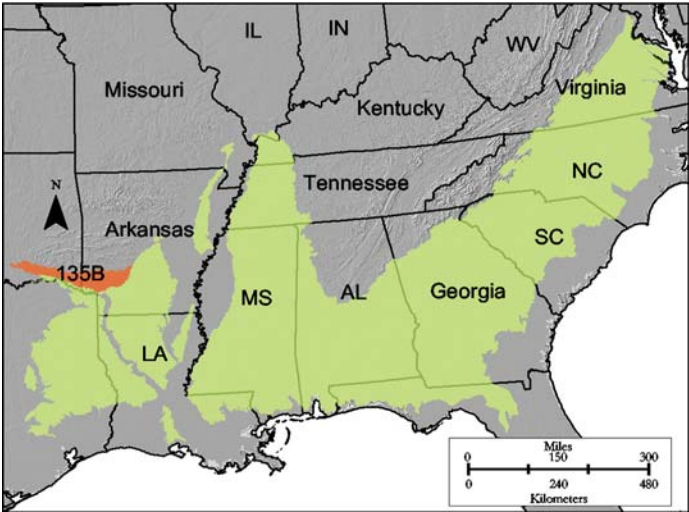 IL
IN
WV
Missouri
Virginia
Kentucky
NC
N
Tennessee
Arkansas
SC
135B
MS
AL
Georgia
LA
Miles
0 150 300
0 240 480
Kilometers